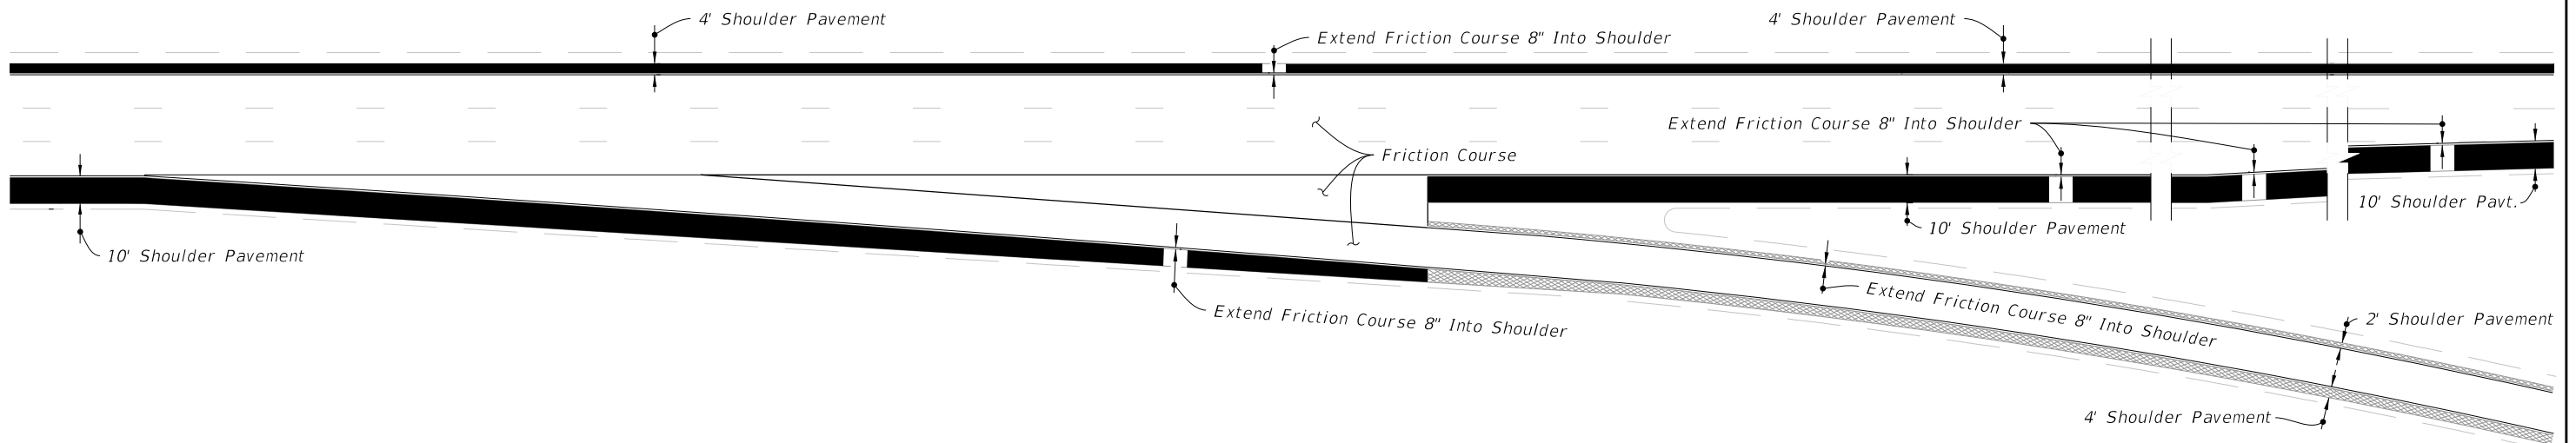 4' Shoulder Pavement
4' Shoulder Pavement
Extend Friction Course 8" Into Shoulder
Extend Friction Course 8" Into Shoulder
Friction Course
10' Shoulder Pavt.
10' Shoulder Pavement
10' Shoulder Pavement
Extend Friction Course 8" Into Shoulder
Extend Friction Course 8" Into Shoulder
2' Shoulder Pavement
4' Shoulder Pavement